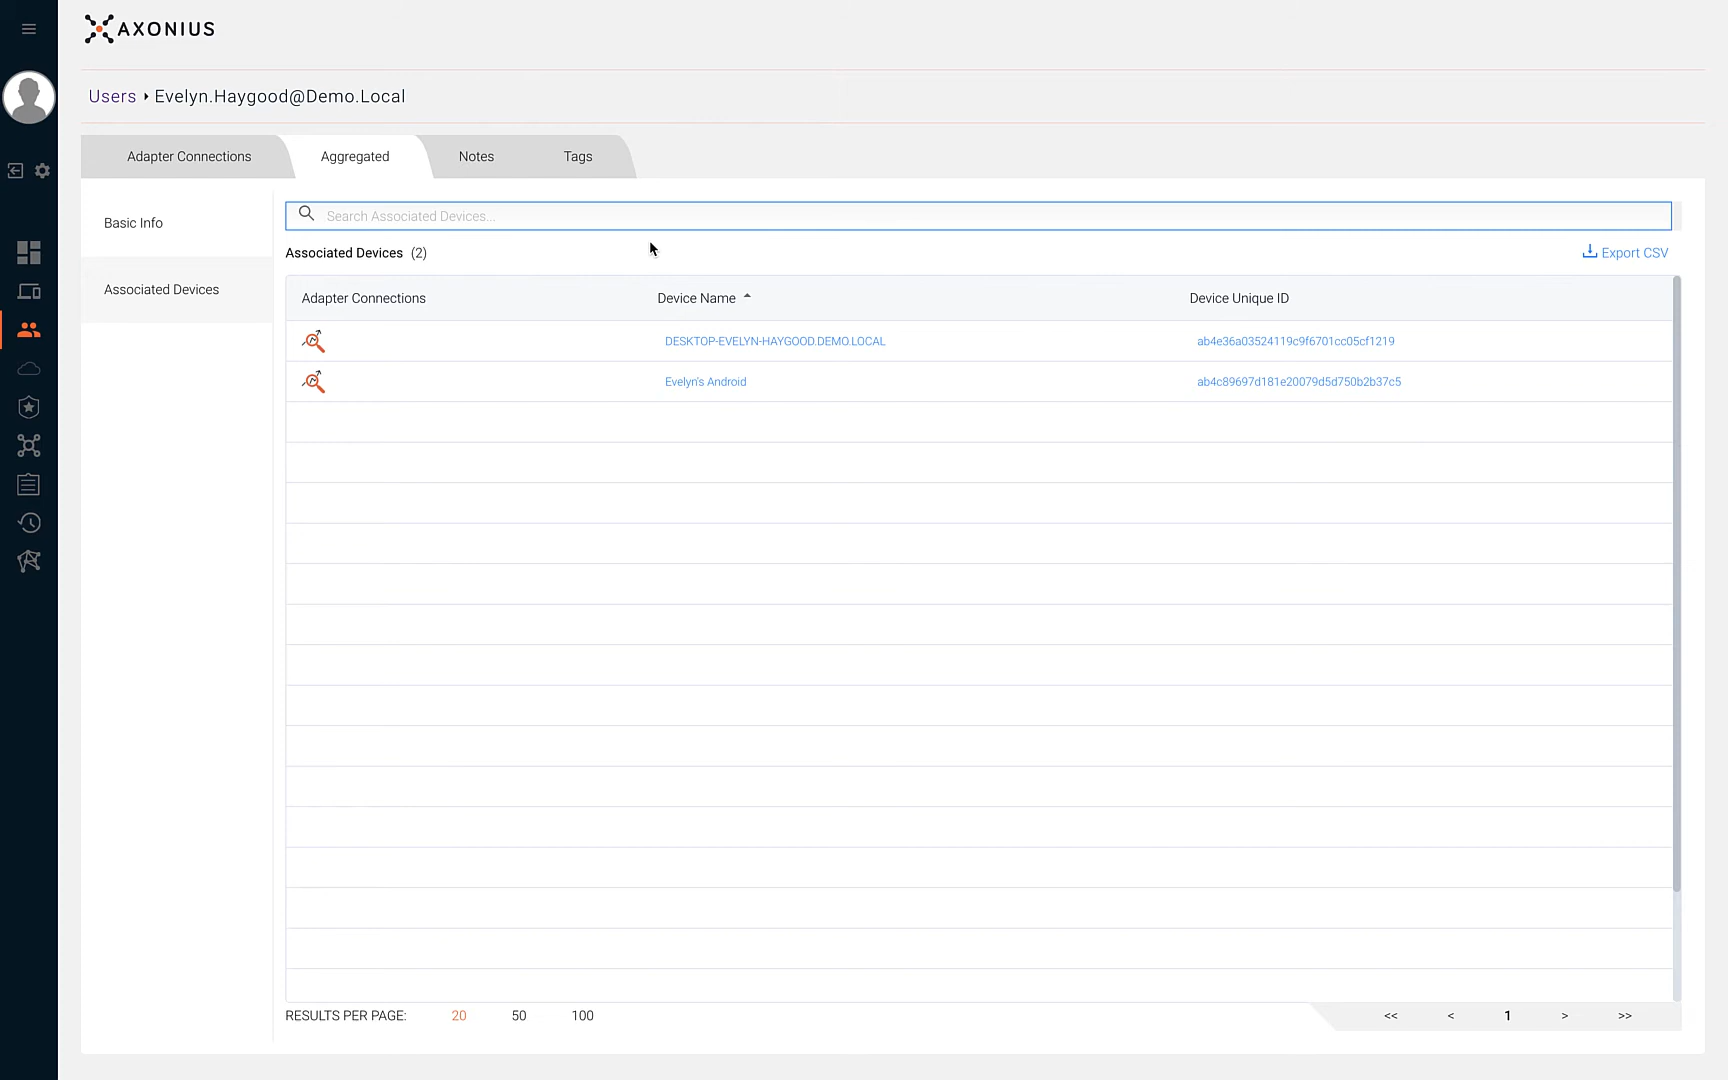 AXONIUS
Users Evelyn.Haygood@Demo.Local
Adapter Connections Aggregated Notes Tags
Basic Info
Associated Devices
Search Associated Devices...
Associated Devices (2) Export CSV
Adapter Connections Device Name Device Unique ID
DESKTOP-EVELYN-HAYGOOD.DEMO.LOCAL ab4e36a03524119c9f6701cc05cf1219
Evelyn's Android ab4c89697d181e20079d5d750b2b37c5
RESULTS PER PAGE: 20 50 100 << < 1 > >>